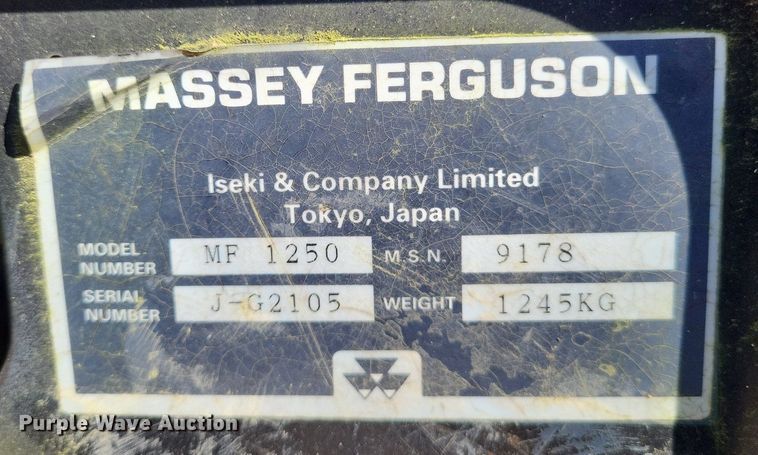 MASSEY FERGUSON
Iseki & Company Limited
Tokyo, Japan
MODEL NUMBER MF 1250 M.S.N. 9178
SERIAL NUMBER J-G2105 WEIGHT 1245KG
Purple Wave Auction